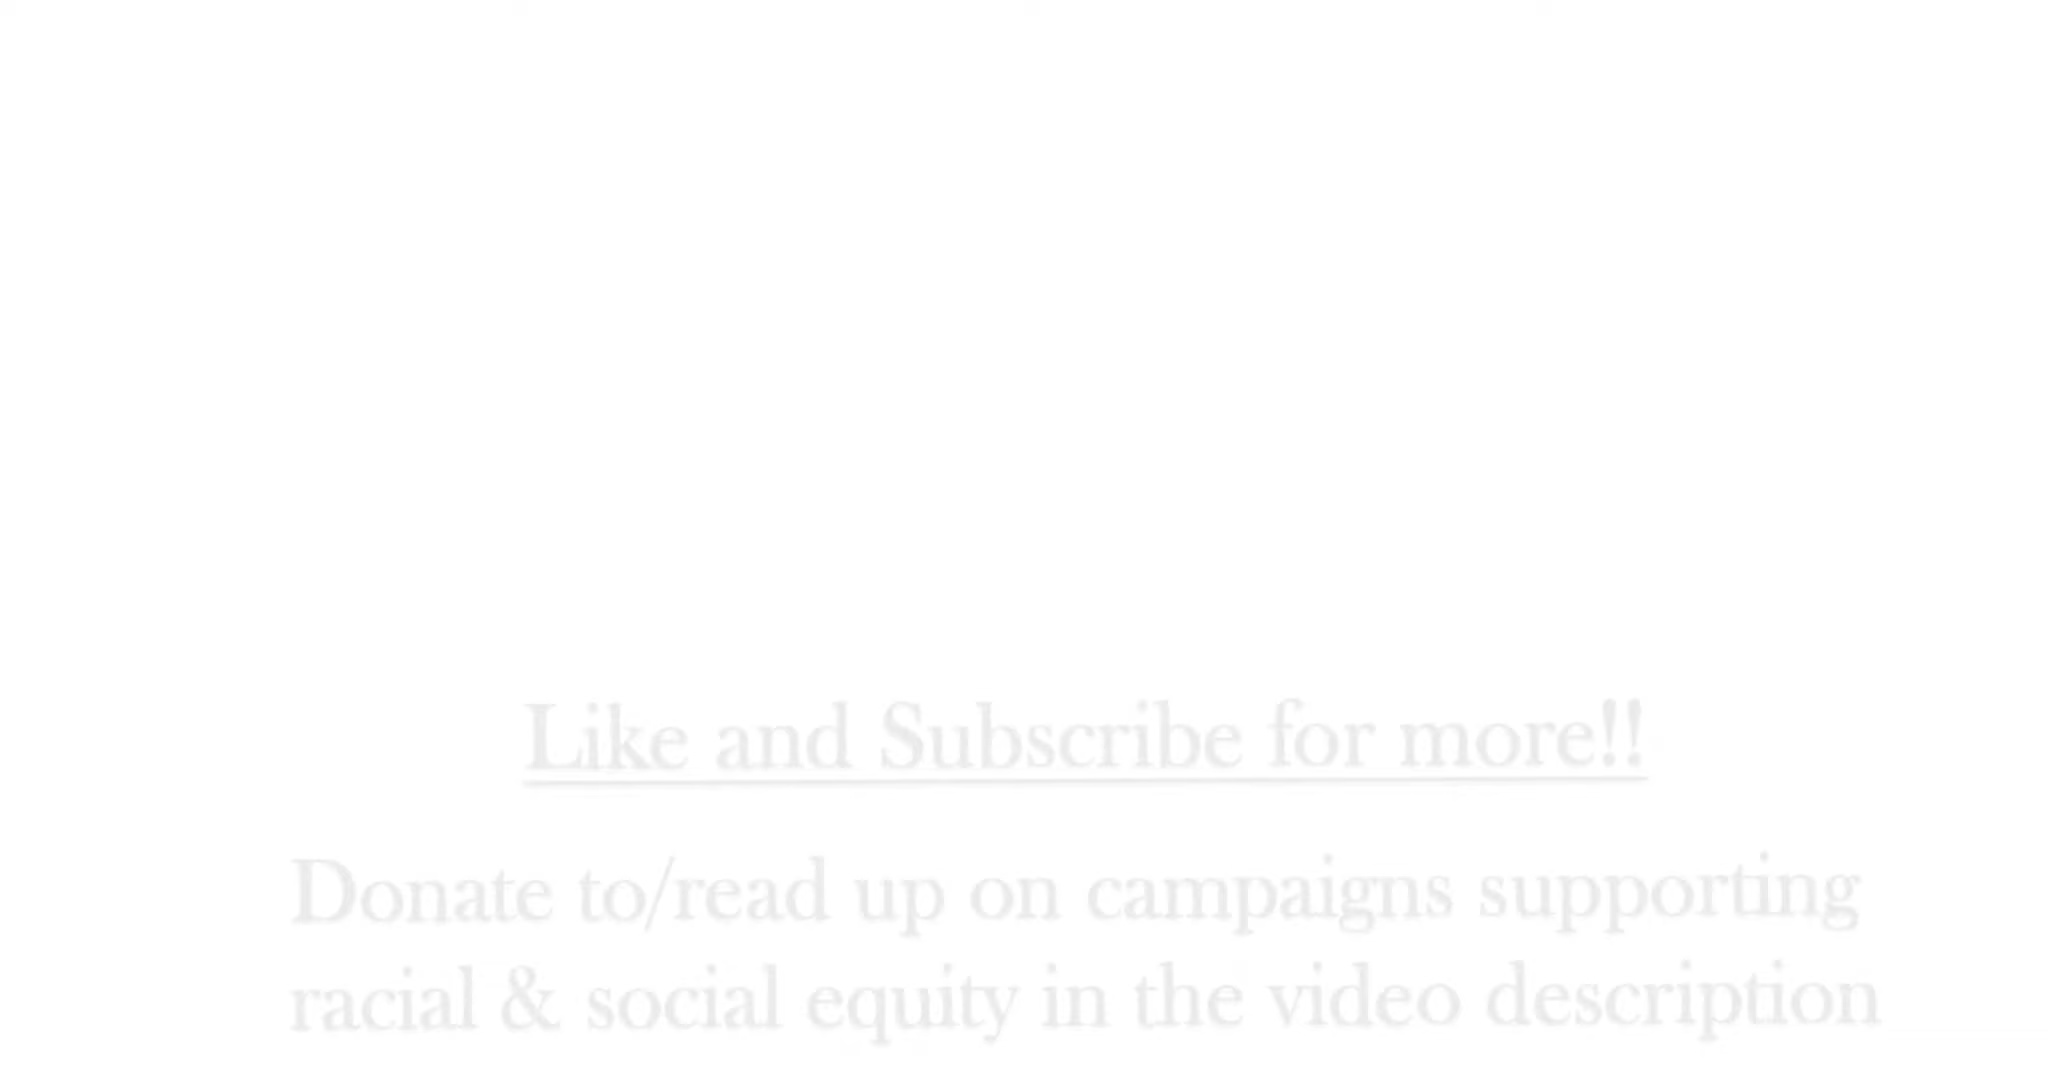 Like and Subscribe for more!!
Donate to/read up on campaigns supporting
racial & social equity in the video description